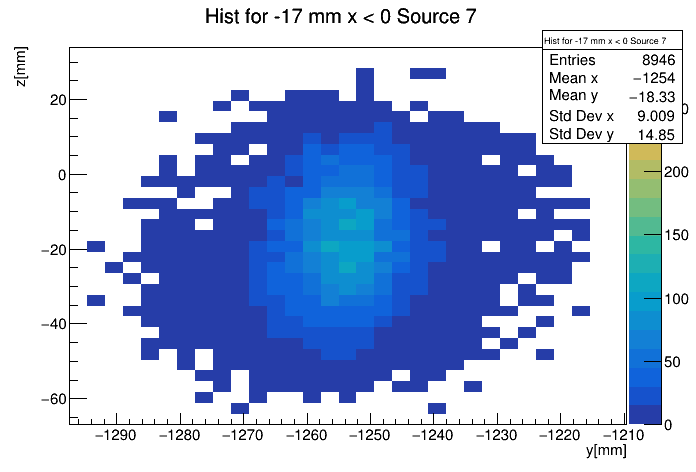 Hist for -17 mm x < 0 Source 7
z[mm]
Hist for -17 mm x < 0 Source 7
Entries 8946
Mean x −1254
Mean y −18.33
Std Dev x 9.009
Std Dev y 14.85
20
0
−20
−40
−60
0
200
150
100
50
0
−1290 −1280 −1270 −1260 −1250 −1240 −1230 −1220 −1210
y[mm]